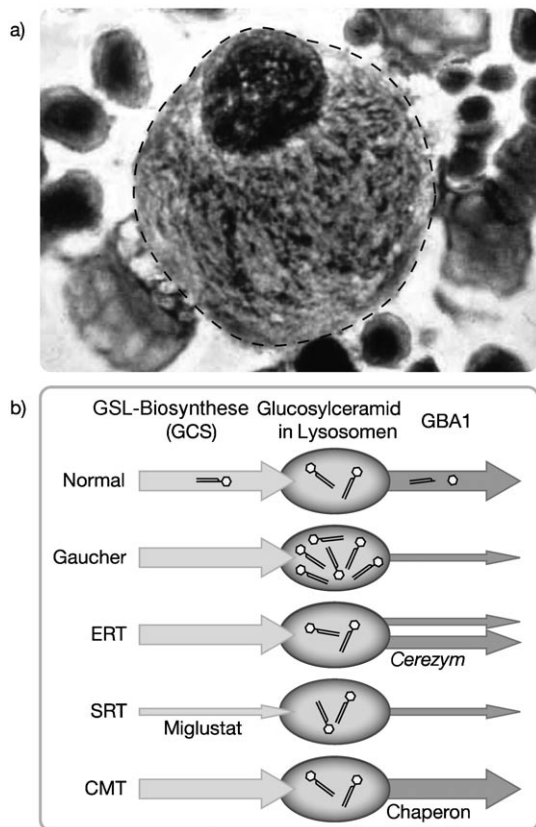 a)
b)
GSL-Biosynthese
(GCS)
Glucosylceramid
in Lysosomen
GBA1
Normal
Gaucher
ERT
Cerezym
SRT
Miglustat
CMT
Chaperon